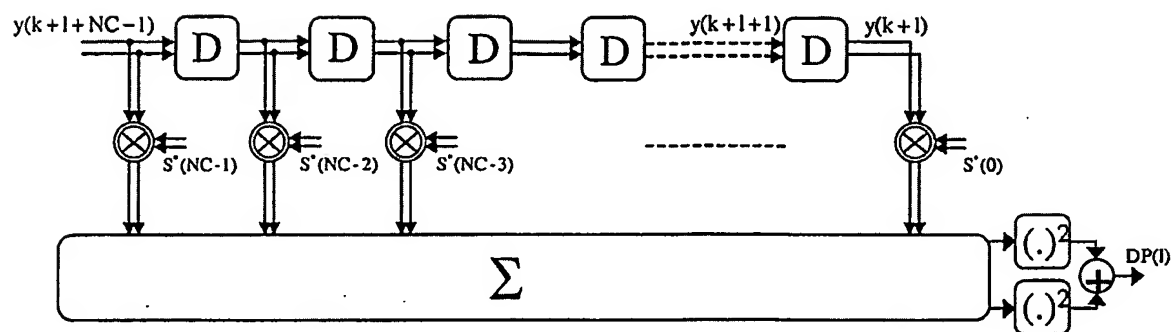 y(k+l+NC-1)
y(k+l+1)
y(k+l)
D
D
D
D
D
S*(NC-1)
S*(NC-2)
S*(NC-3)
S*(0)
Σ
(.)²
(.)²
+
DP(l)